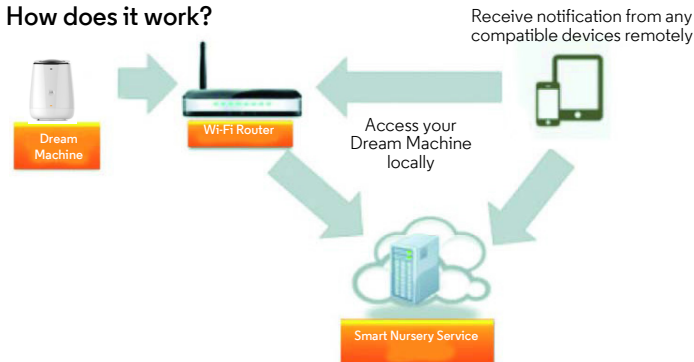 How does it work?
Receive notification from any
compatible devices remotely
Dream
Machine
Wi-Fi Router
Access your
Dream Machine
locally
Smart Nursery Service